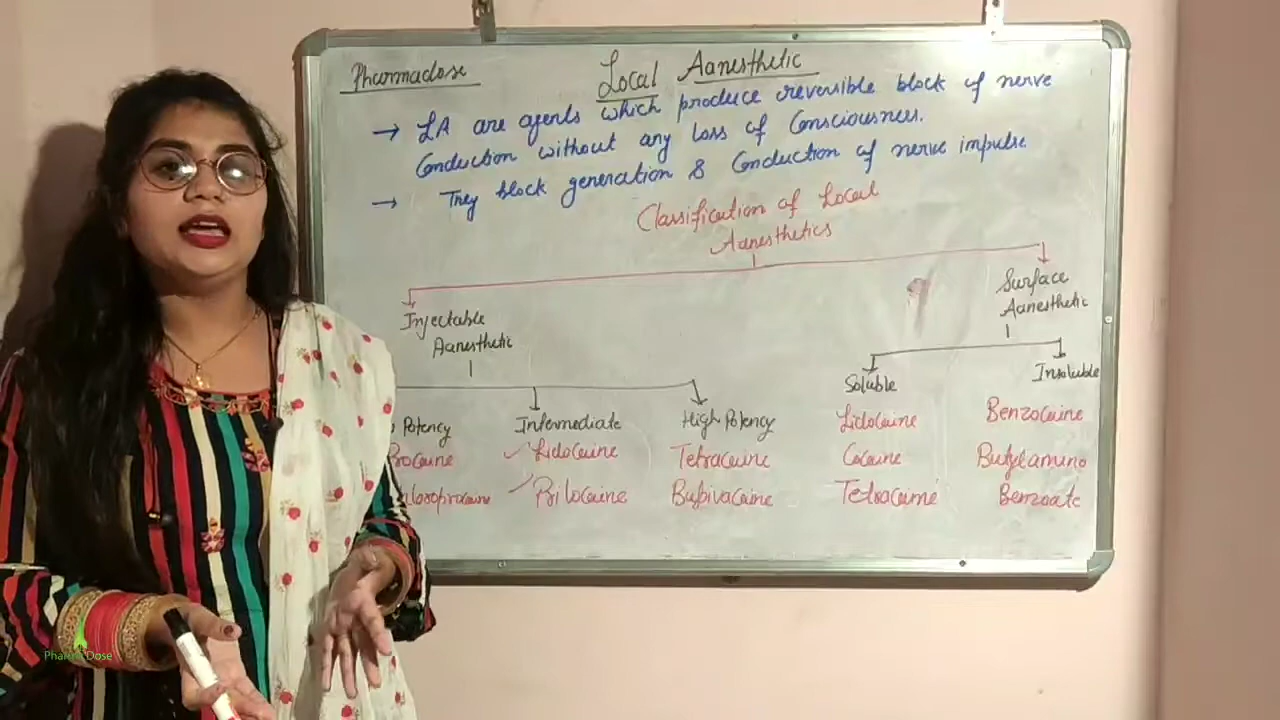 Pharmadose
Local Aanesthetic
→ LA are agents which produce reversible block of nerve
Conduction without any loss of Consciousness.
→ They block generation & Conduction of nerve impulse
Classification of Local
Aanesthetics
Injectable
Aanesthetic
Surface
Aanesthetic
Potency
Intermediate
High Potency
Soluble
Insoluble
Procaine
Lidocaine
Tetracaine
Lidocaine
Benzocaine
Prilocaine
Bupivacaine
Cocaine
Butylamino
Tetracaine
Benzoate
Pharma Dose